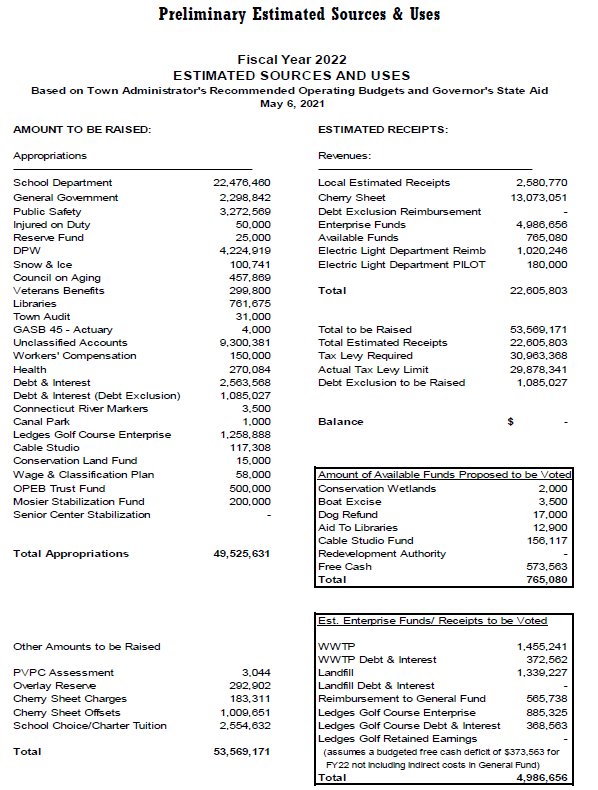 Preliminary Estimated Sources & Uses
Fiscal Year 2022
ESTIMATED SOURCES AND USES
Based on Town Administrator's Recommended Operating Budgets and Governor's State Aid
May 6, 2021
AMOUNT TO BE RAISED:
Appropriations
School Department 22,476,460
General Government 2,298,842
Public Safety 3,272,569
Injured on Duty 50,000
Reserve Fund 25,000
DPW 4,224,919
Snow & Ice 100,741
Council on Aging 457,869
Veterans Benefits 299,800
Libraries 761,675
Town Audit 31,000
GASB 45 - Actuary 4,000
Unclassified Accounts 9,300,381
Workers' Compensation 150,000
Health 270,084
Debt & Interest 2,563,568
Debt & Interest (Debt Exclusion) 1,085,027
Connecticut River Markers 3,500
Canal Park 1,000
Ledges Golf Course Enterprise 1,258,888
Cable Studio 117,308
Conservation Land Fund 15,000
Wage & Classification Plan 58,000
OPEB Trust Fund 500,000
Mosier Stabilization Fund 200,000
Senior Center Stabilization -
Total Appropriations 49,525,631
Other Amounts to be Raised
PVPC Assessment 3,044
Overlay Reserve 292,902
Cherry Sheet Charges 183,311
Cherry Sheet Offsets 1,009,651
School Choice/Charter Tuition 2,554,632
Total 53,569,171
ESTIMATED RECEIPTS:
Revenues:
Local Estimated Receipts 2,580,770
Cherry Sheet 13,073,051
Debt Exclusion Reimbursement -
Enterprise Funds 4,986,656
Available Funds 765,080
Electric Light Department Reimb 1,020,246
Electric Light Department PILOT 180,000
Total 22,605,803
Total to be Raised 53,569,171
Total Estimated Receipts 22,605,803
Tax Levy Required 30,963,368
Actual Tax Levy Limit 29,878,341
Debt Exclusion to be Raised 1,085,027
Balance $ -
Amount of Available Funds Proposed to be Voted
Conservation Wetlands 2,000
Boat Excise 3,500
Dog Refund 17,000
Aid To Libraries 12,900
Cable Studio Fund 156,117
Redevelopment Authority -
Free Cash 573,563
Total 765,080
Est. Enterprise Funds/ Receipts to be Voted
WWTP 1,455,241
WWTP Debt & Interest 372,562
Landfill 1,339,227
Landfill Debt & Interest -
Reimbursement to General Fund 565,738
Ledges Golf Course Enterprise 885,325
Ledges Golf Course Debt & Interest 368,563
Ledges Golf Retained Earnings -
(assumes a budgeted free cash deficit of $373,563 for
FY22 not including indirect costs in General Fund)
Total 4,986,656